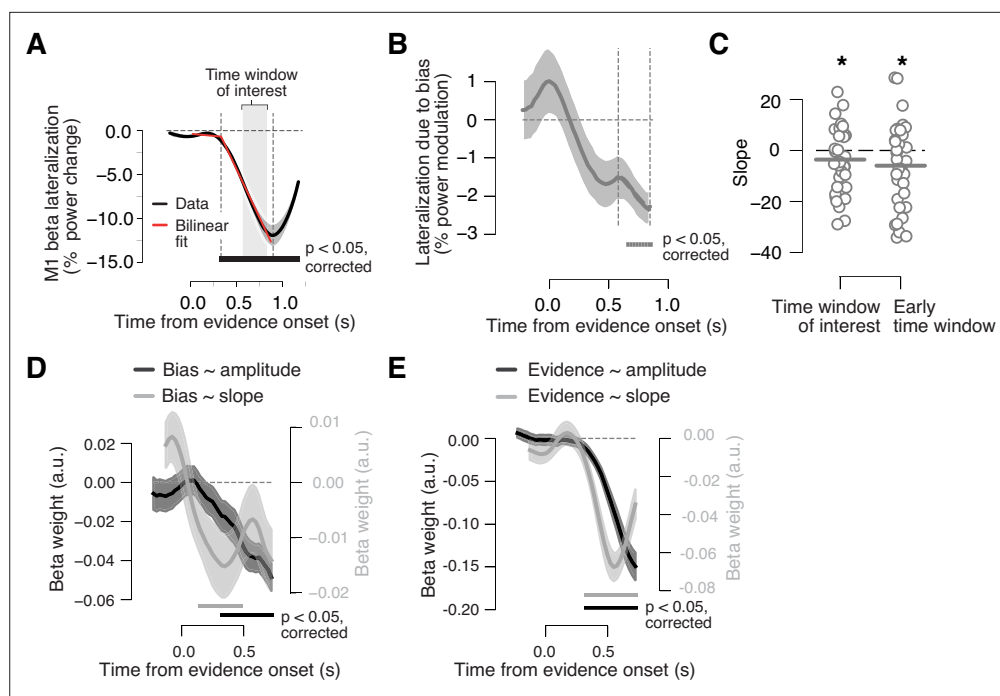 A
Time window
of interest
M1 beta lateralization
(% power change)
0.0
−5.0
−10.0
−15.0
Data
Bilinear
fit
p < 0.05,
corrected
0.0 0.5 1.0
Time from evidence onset (s)
B
Lateralization due to bias
(% power modulation)
1
0
−1
−2
−3
p < 0.05,
corrected
0.0 0.5 1.0
Time from evidence onset (s)
C
* *
Slope
20
0
−20
−40
Time window
of interest
Early
time window
D
Bias ~ amplitude
Bias ~ slope
Beta weight (a.u.)
0.02
0.00
−0.02
−0.04
−0.06
0.01
0.00
−0.01
−0.02
Beta weight (a.u.)
p < 0.05,
corrected
0.0 0.5
Time from evidence onset (s)
E
Evidence ~ amplitude
Evidence ~ slope
Beta weight (a.u.)
0.00
-0.05
-0.10
-0.15
-0.20
0.00
-0.02
-0.04
-0.06
-0.08
Beta weight (a.u.)
p < 0.05,
corrected
0.0 0.5
Time from evidence onset (s)